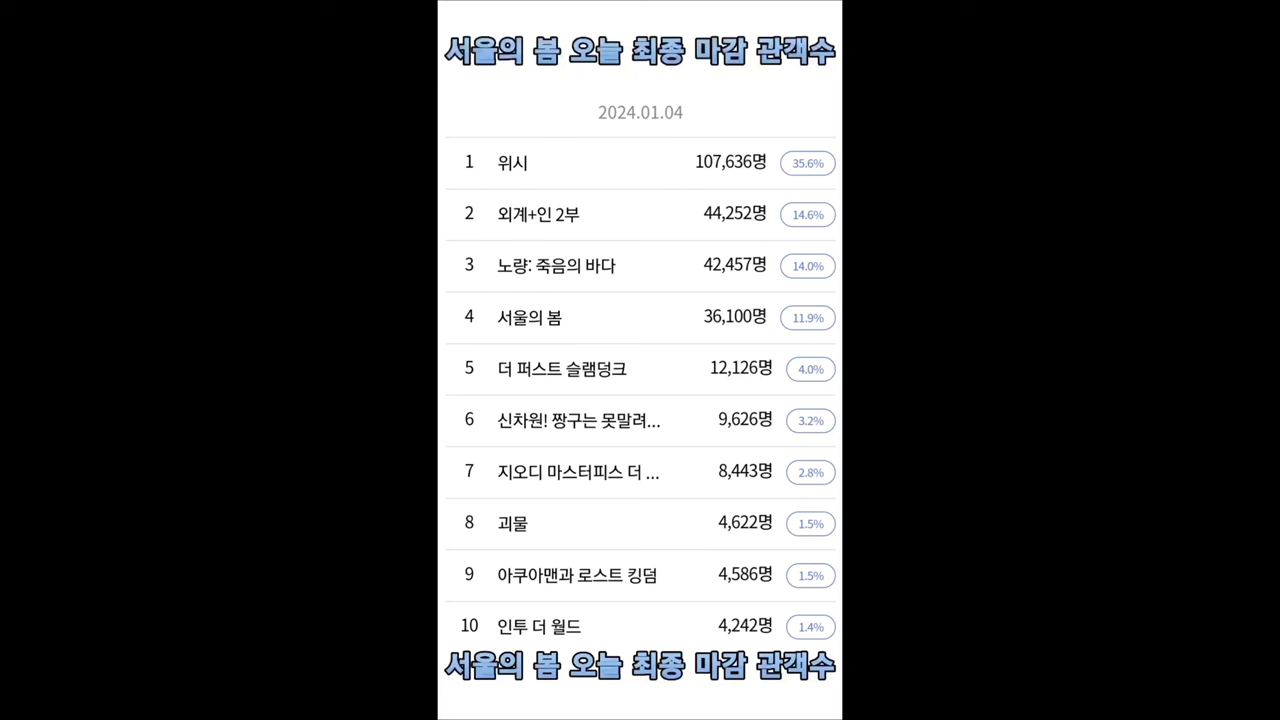 서울의 봄 오늘 최종 마감 관객수
2024.01.04
1 위시 107,636명 35.6%
2 외계+인 2부 44,252명 14.6%
3 노량: 죽음의 바다 42,457명 14.0%
4 서울의 봄 36,100명 11.9%
5 더 퍼스트 슬램덩크 12,126명 4.0%
6 신차원! 짱구는 못말려... 9,626명 3.2%
7 지오디 마스터피스 더 ... 8,443명 2.8%
8 괴물 4,622명 1.5%
9 아쿠아맨과 로스트 킹덤 4,586명 1.5%
10 인투 더 월드 4,242명 1.4%
서울의 봄 오늘 최종 마감 관객수